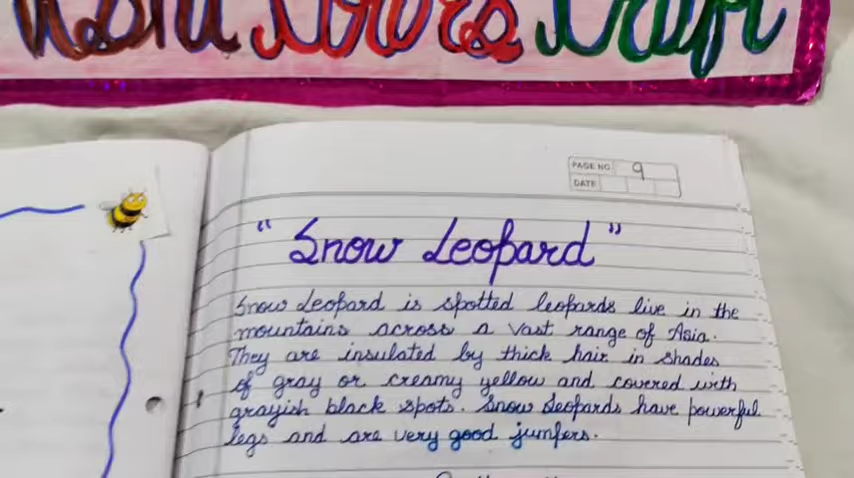 Lovers Craft
PAGE NO. 9
DATE
"Snow Leopard"
Snow Leopard is spotted leopards live in the
mountains across a vast range of Asia.
They are insulated by thick hair in shades
of gray or creamy yellow and covered with
grayish black spots. Snow Leopards have powerful
legs and are very good jumpers.